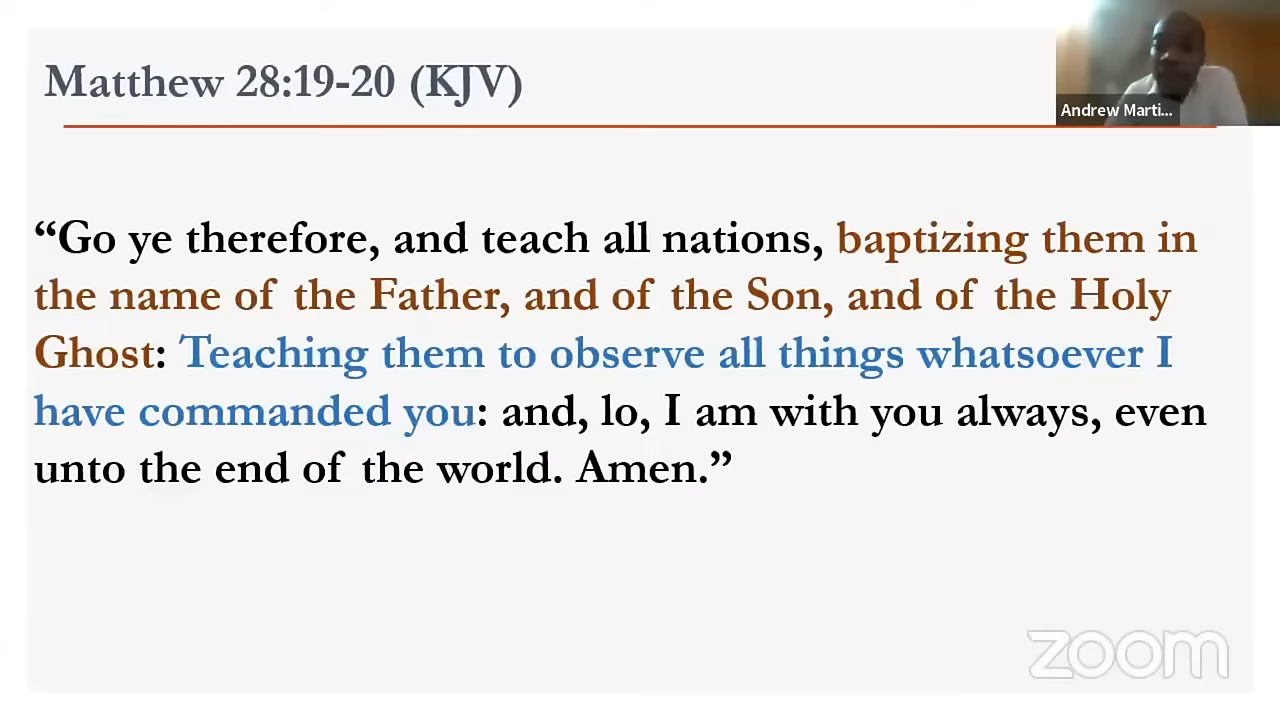 Matthew 28:19-20 (KJV)
Andrew Marti...
“Go ye therefore, and teach all nations, baptizing them in
the name of the Father, and of the Son, and of the Holy
Ghost: Teaching them to observe all things whatsoever I
have commanded you: and, lo, I am with you always, even
unto the end of the world. Amen.”
zoom